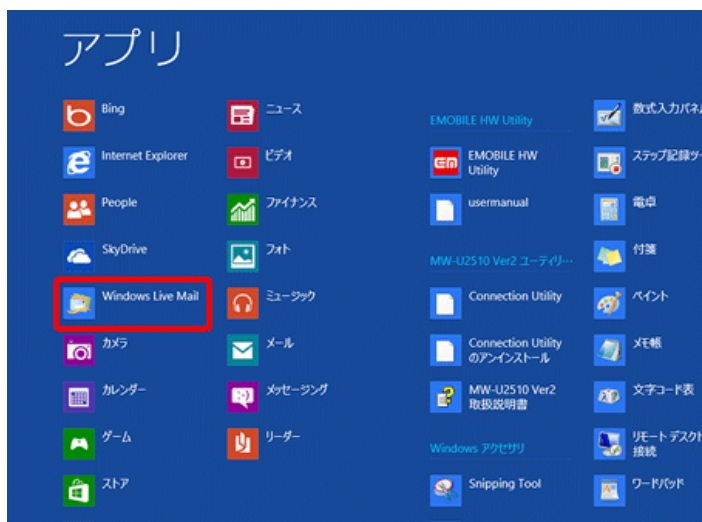 アプリ
Bing
Internet Explorer
People
SkyDrive
Windows Live Mail
カメラ
カレンダー
ゲーム
ストア
ニュース
ビデオ
ファイナンス
フォト
ミュージック
メール
メッセージング
リーダー
EMOBILE HW Utility
EMOBILE HW
Utility
usermanual
MW-U2510 Ver2 ユーティリ…
Connection Utility
Connection Utility
のアンインストール
MW-U2510 Ver2
取扱説明書
Windows アクセサリ
Snipping Tool
数式入力パネル
ステップ記録ツー
電卓
付箋
ペイント
メモ帳
文字コード表
リモート デスクト
接続
ワードパッド